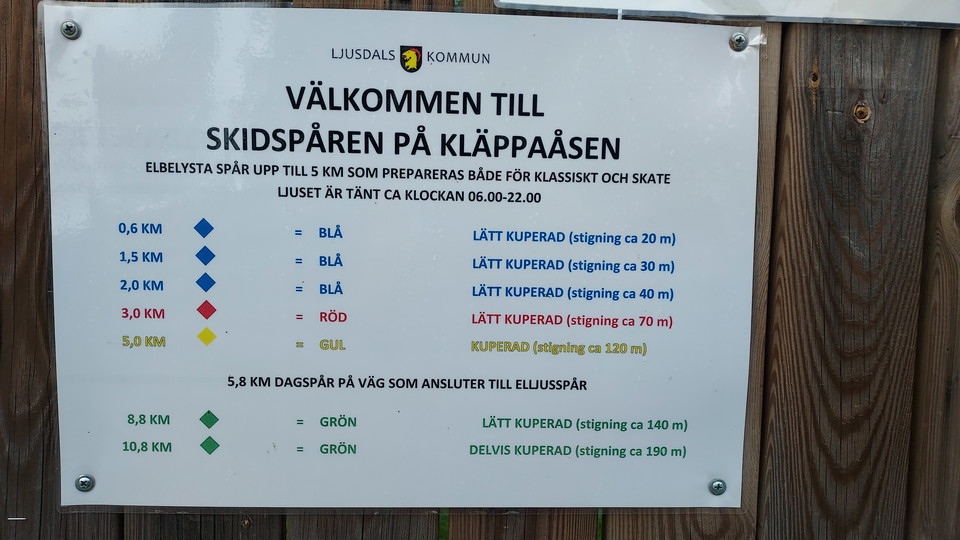 LJUSDALS KOMMUN
VÄLKOMMEN TILL
SKIDSPÅREN PÅ KLÄPPAÅSEN
ELBELYSTA SPÅR UPP TILL 5 KM SOM PREPARERAS BÅDE FÖR KLASSISKT OCH SKATE
LJUSET ÄR TÄNT CA KLOCKAN 06.00-22.00
0,6 KM = BLÅ LÄTT KUPERAD (stigning ca 20 m)
1,5 KM = BLÅ LÄTT KUPERAD (stigning ca 30 m)
2,0 KM = BLÅ LÄTT KUPERAD (stigning ca 40 m)
3,0 KM = RÖD LÄTT KUPERAD (stigning ca 70 m)
5,0 KM = GUL KUPERAD (stigning ca 120 m)
5,8 KM DAGSPÅR PÅ VÄG SOM ANSLUTER TILL ELLJUSSPÅR
8,8 KM = GRÖN LÄTT KUPERAD (stigning ca 140 m)
10,8 KM = GRÖN DELVIS KUPERAD (stigning ca 190 m)